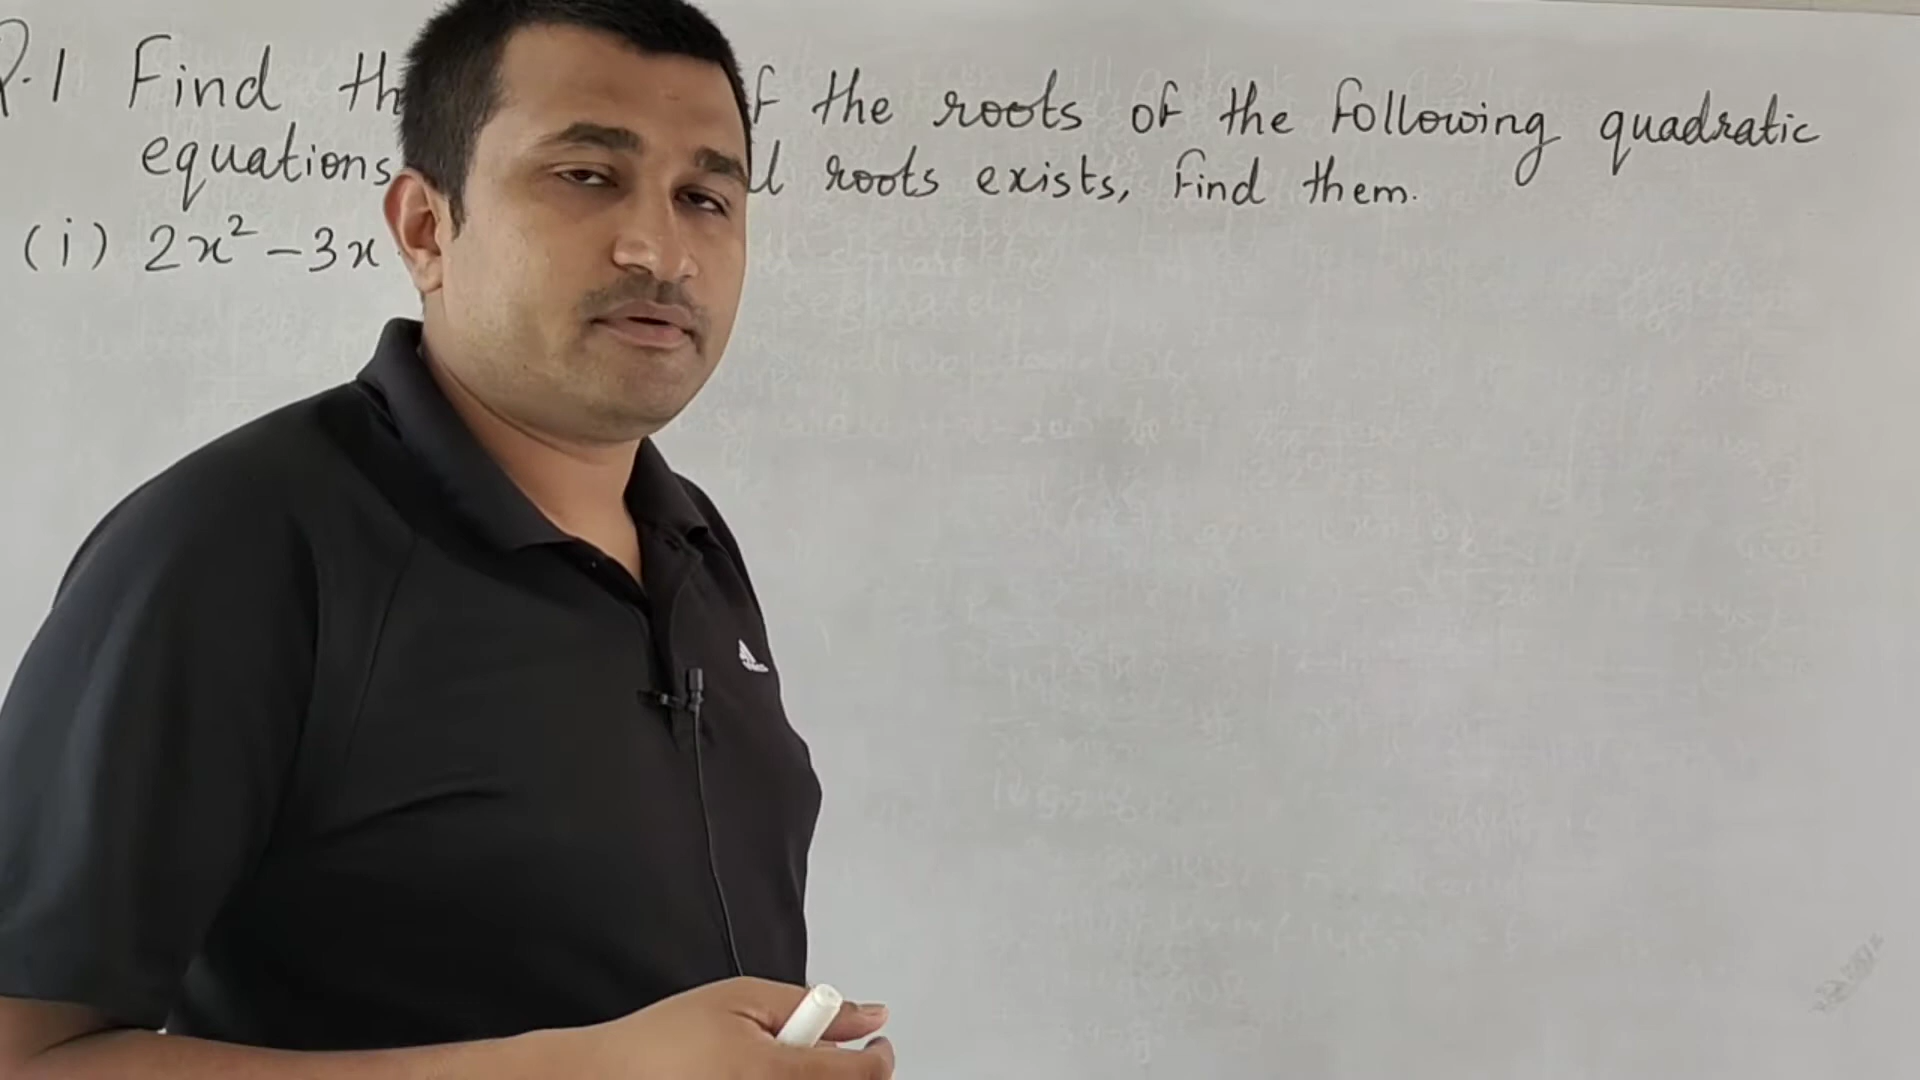 Q.1 Find th f the roots of the following quadratic
equations l roots exists, find them.
(i) 2x² -3x